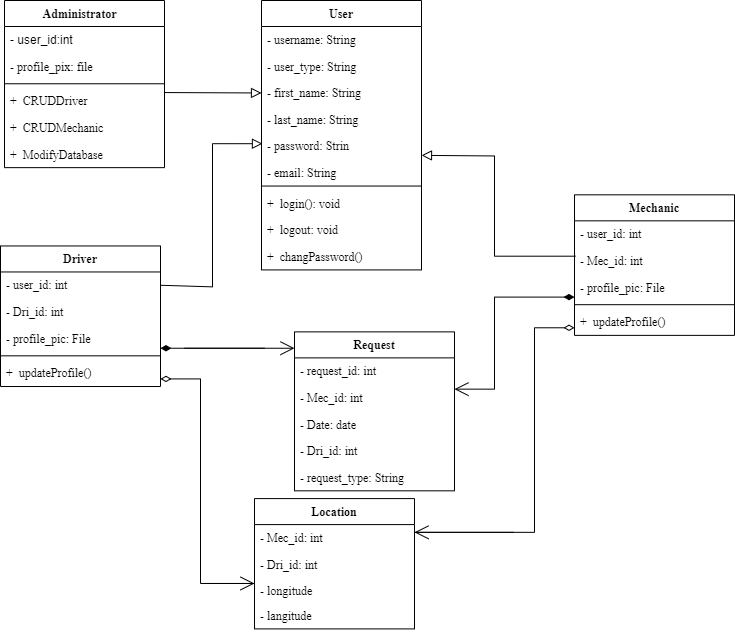 Administrator
- user_id:int
- profile_pix: file
+ CRUDDriver
+ CRUDMechanic
+ ModifyDatabase
User
- username: String
- user_type: String
- first_name: String
- last_name: String
- password: Strin
- email: String
+ login(): void
+ logout: void
+ changPassword()
Mechanic
- user_id: int
- Mec_id: int
- profile_pic: File
+ updateProfile()
Driver
- user_id: int
- Dri_id: int
- profile_pic: File
+ updateProfile()
Request
- request_id: int
- Mec_id: int
- Date: date
- Dri_id: int
- request_type: String
Location
- Mec_id: int
- Dri_id: int
- longitude
- langitude